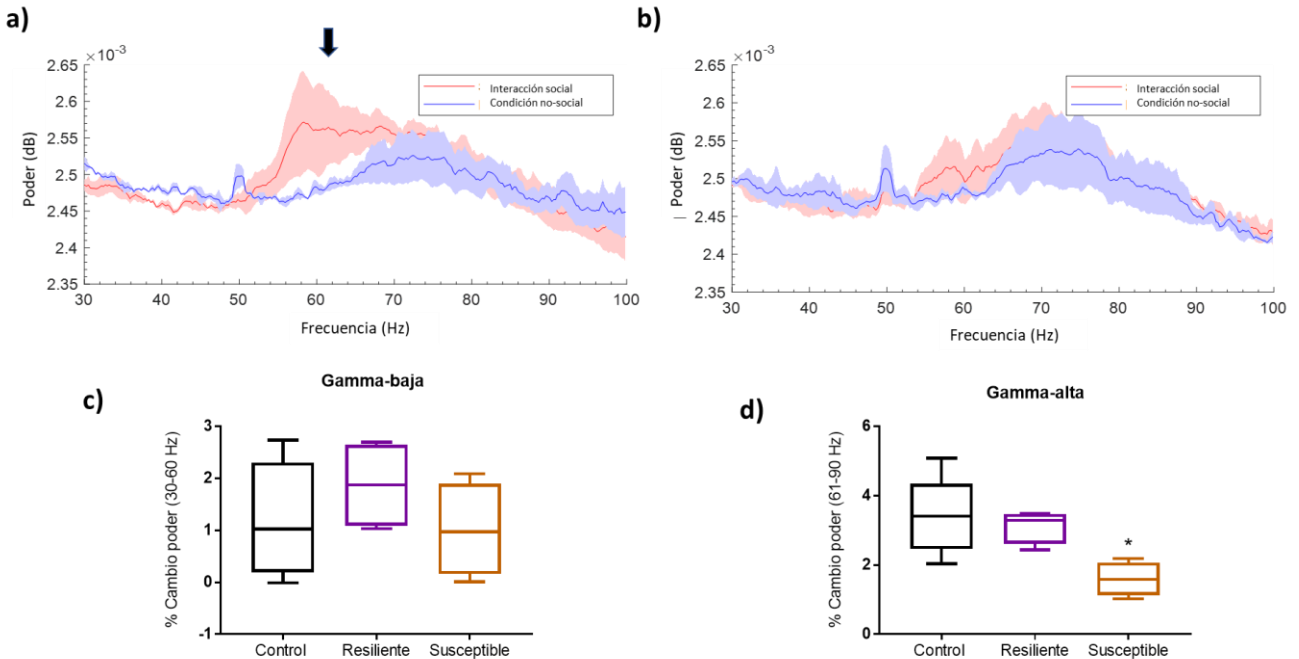 a)
×10⁻³
2.65
2.6
2.55
2.5
2.45
2.4
2.35
Poder (dB)
30 40 50 60 70 80 90 100
Frecuencia (Hz)
Interacción social
Condición no-social
b)
×10⁻³
2.65
2.6
2.55
2.5
2.45
2.4
2.35
Poder (dB)
30 40 50 60 70 80 90 100
Frecuencia (Hz)
Interacción social
Condición no-social
c)
Gamma-baja
% Cambio poder (30-60 Hz)
3
2
1
0
-1
Control Resiliente Susceptible
d)
Gamma-alta
% Cambio poder (61-90 Hz)
6
4
2
0
*
Control Resiliente Susceptible